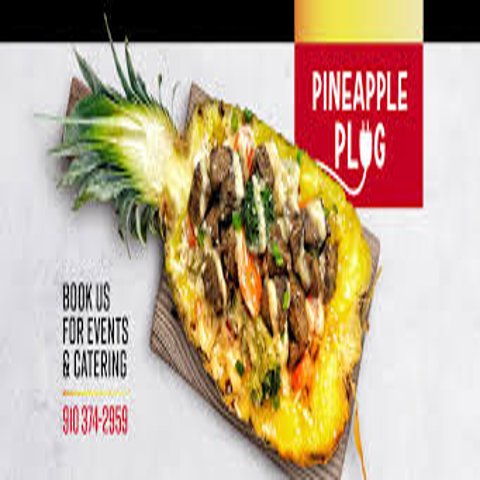 PINEAPPLE
PLUG
BOOK US
FOR EVENTS
& CATERING
910 374-2959